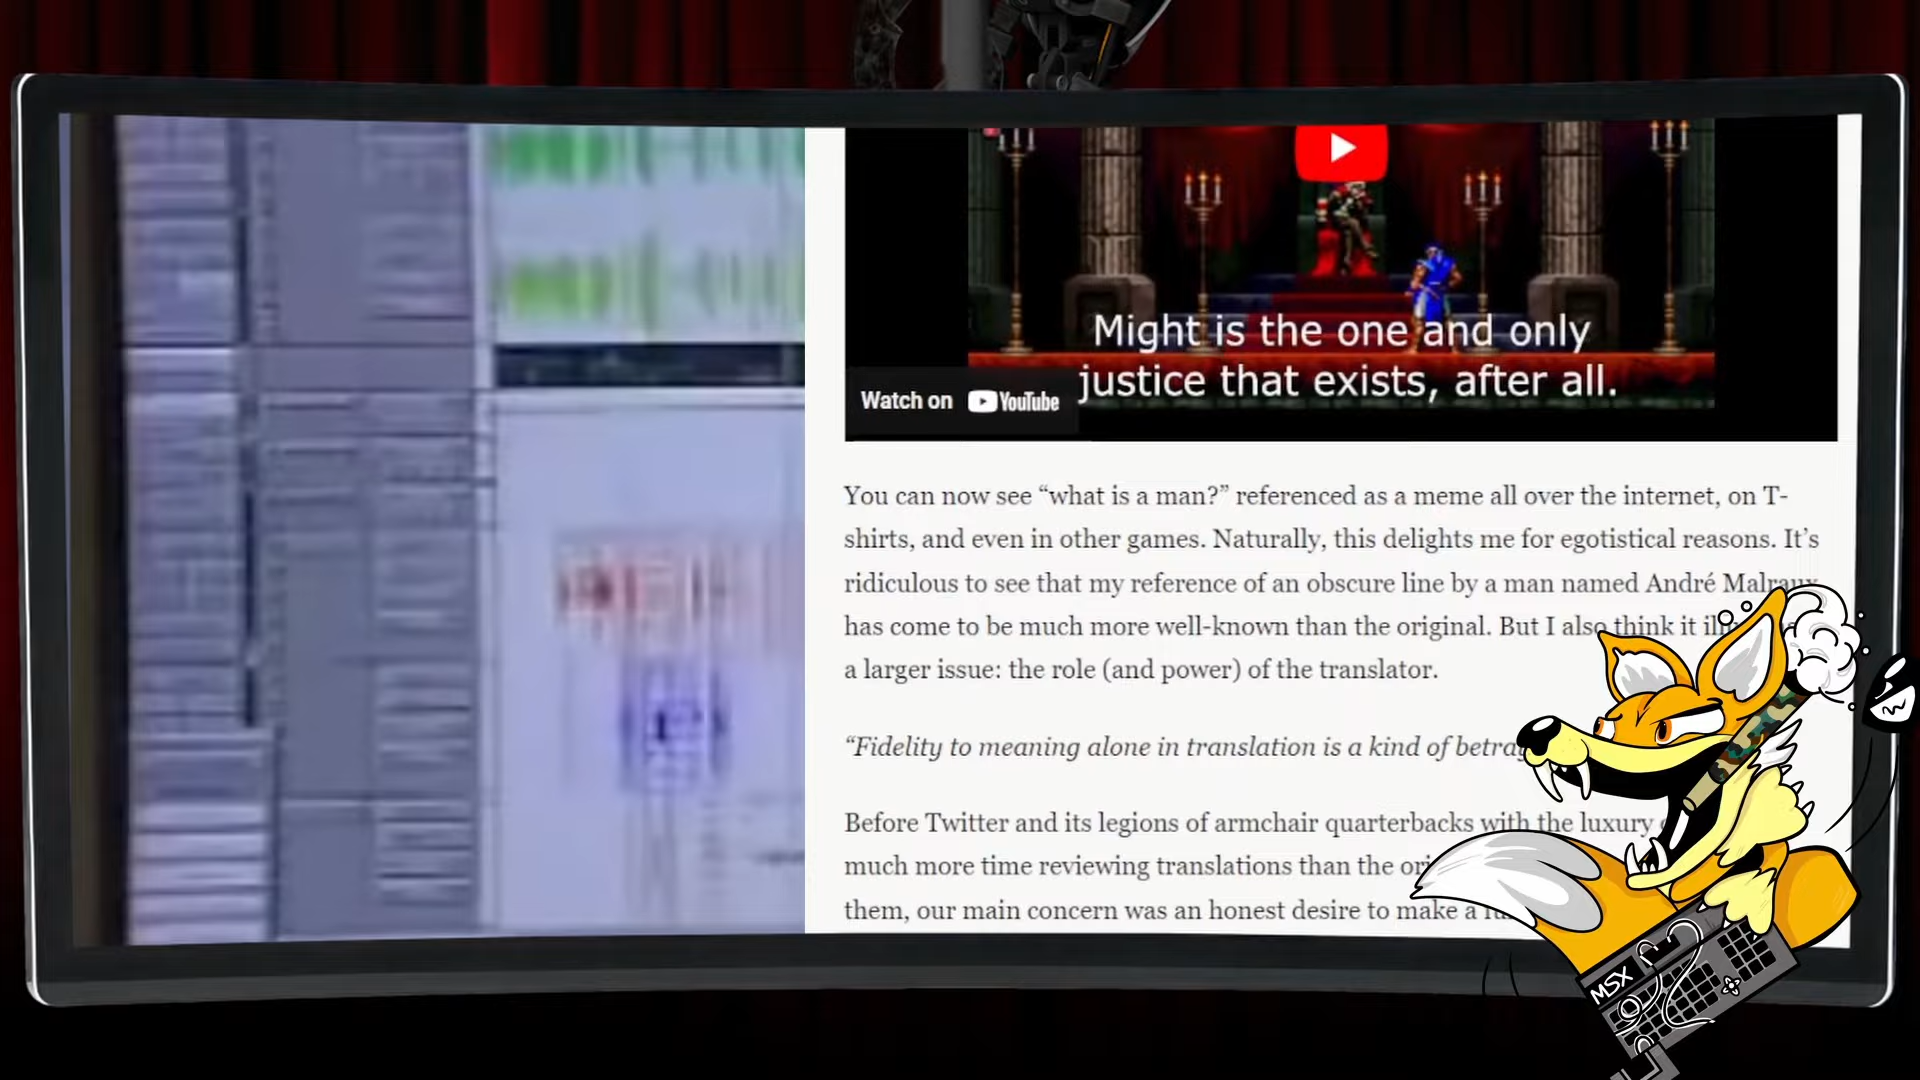 Might is the one and only
justice that exists, after all.
Watch on YouTube
You can now see “what is a man?” referenced as a meme all over the internet, on T-
shirts, and even in other games. Naturally, this delights me for egotistical reasons. It’s
ridiculous to see that my reference of an obscure line by a man named André Malraux
has come to be much more well-known than the original. But I also think it
a larger issue: the role (and power) of the translator.
“Fidelity to meaning alone in translation is a kind of
Before Twitter and its legions of armchair quarterbacks with the luxury
much more time reviewing translations than the
them, our main concern was an honest desire to make a
MSX